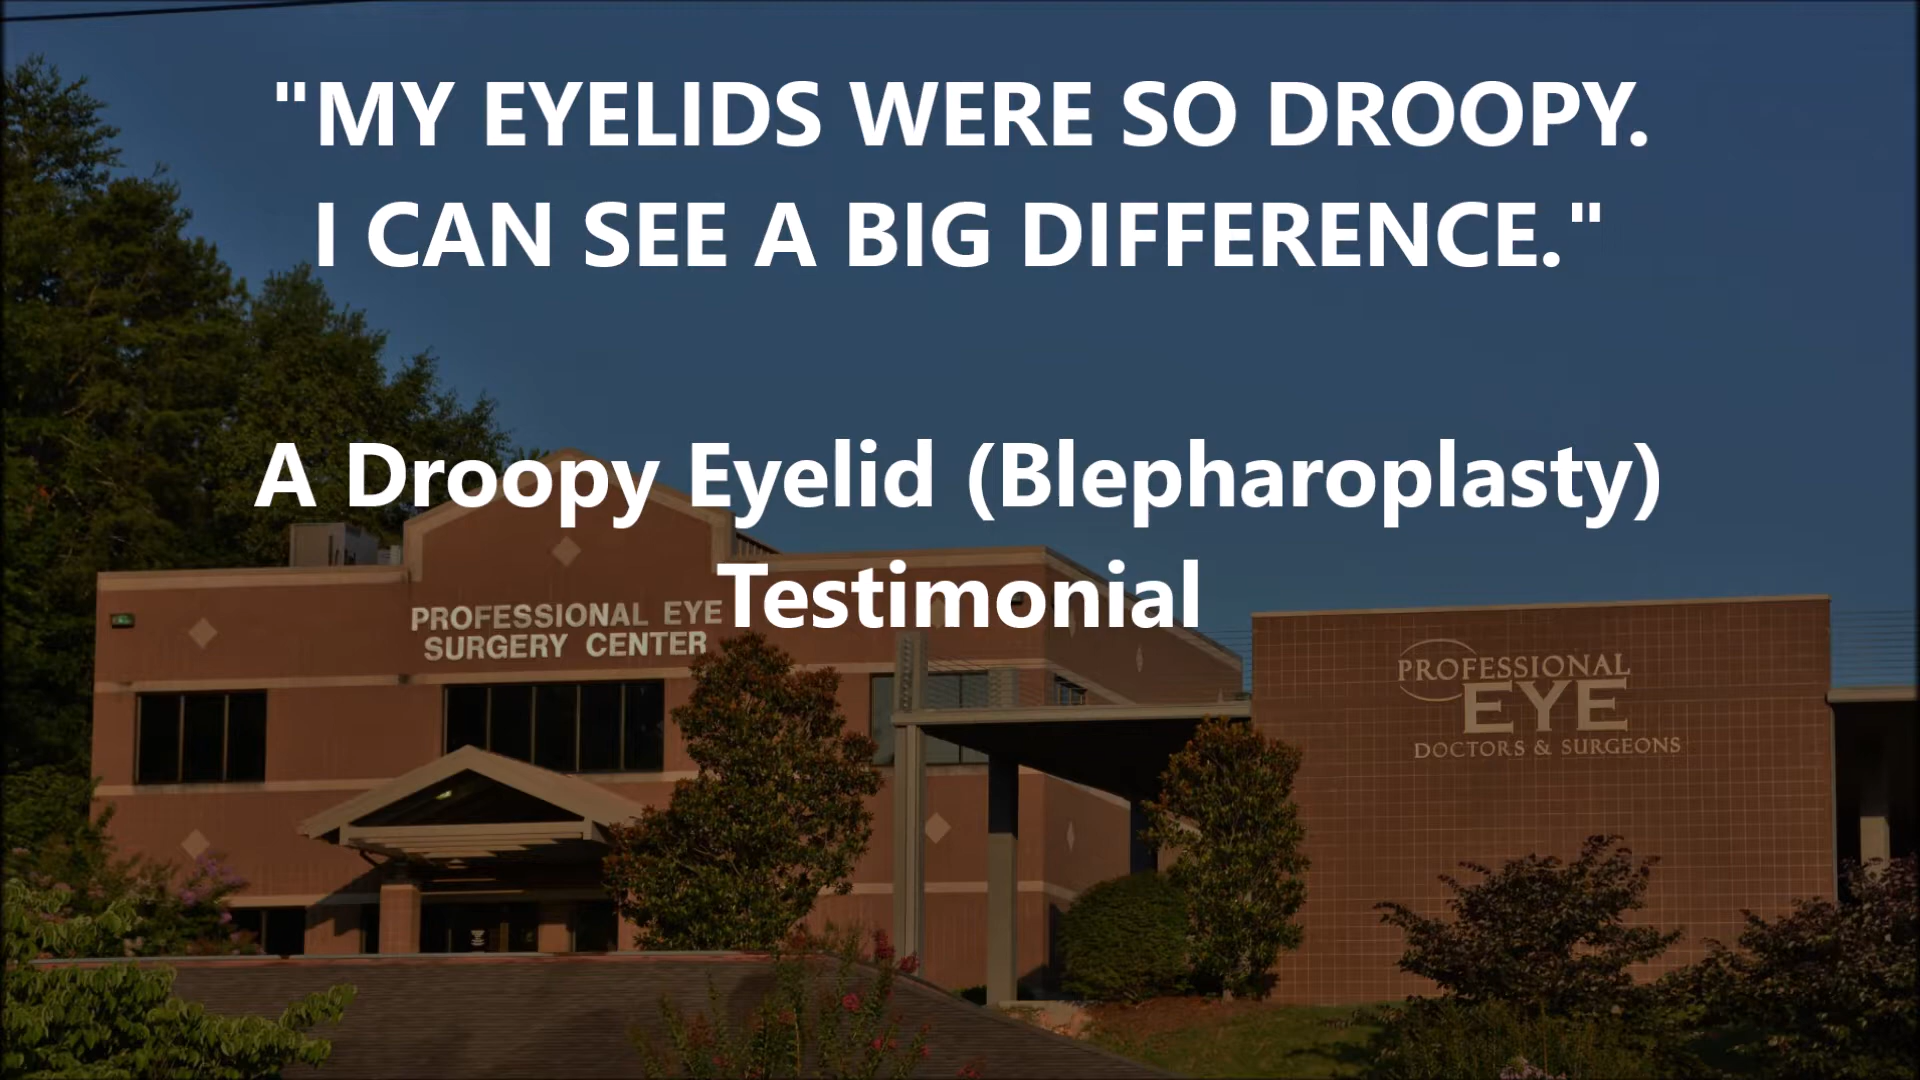 "MY EYELIDS WERE SO DROOPY.
I CAN SEE A BIG DIFFERENCE."
A Droopy Eyelid (Blepharoplasty)
Testimonial
PROFESSIONAL EYE
SURGERY CENTER
PROFESSIONAL
EYE
DOCTORS & SURGEONS